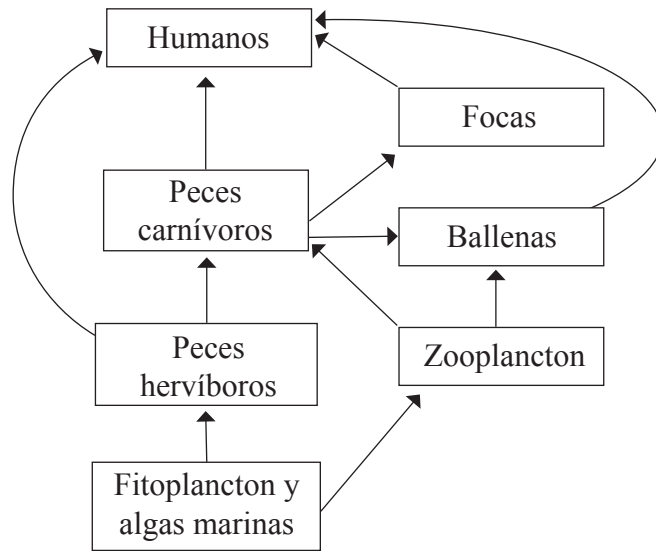 Humanos
Focas
Peces
carnívoros
Ballenas
Peces
hervíboros
Zooplancton
Fitoplancton y
algas marinas